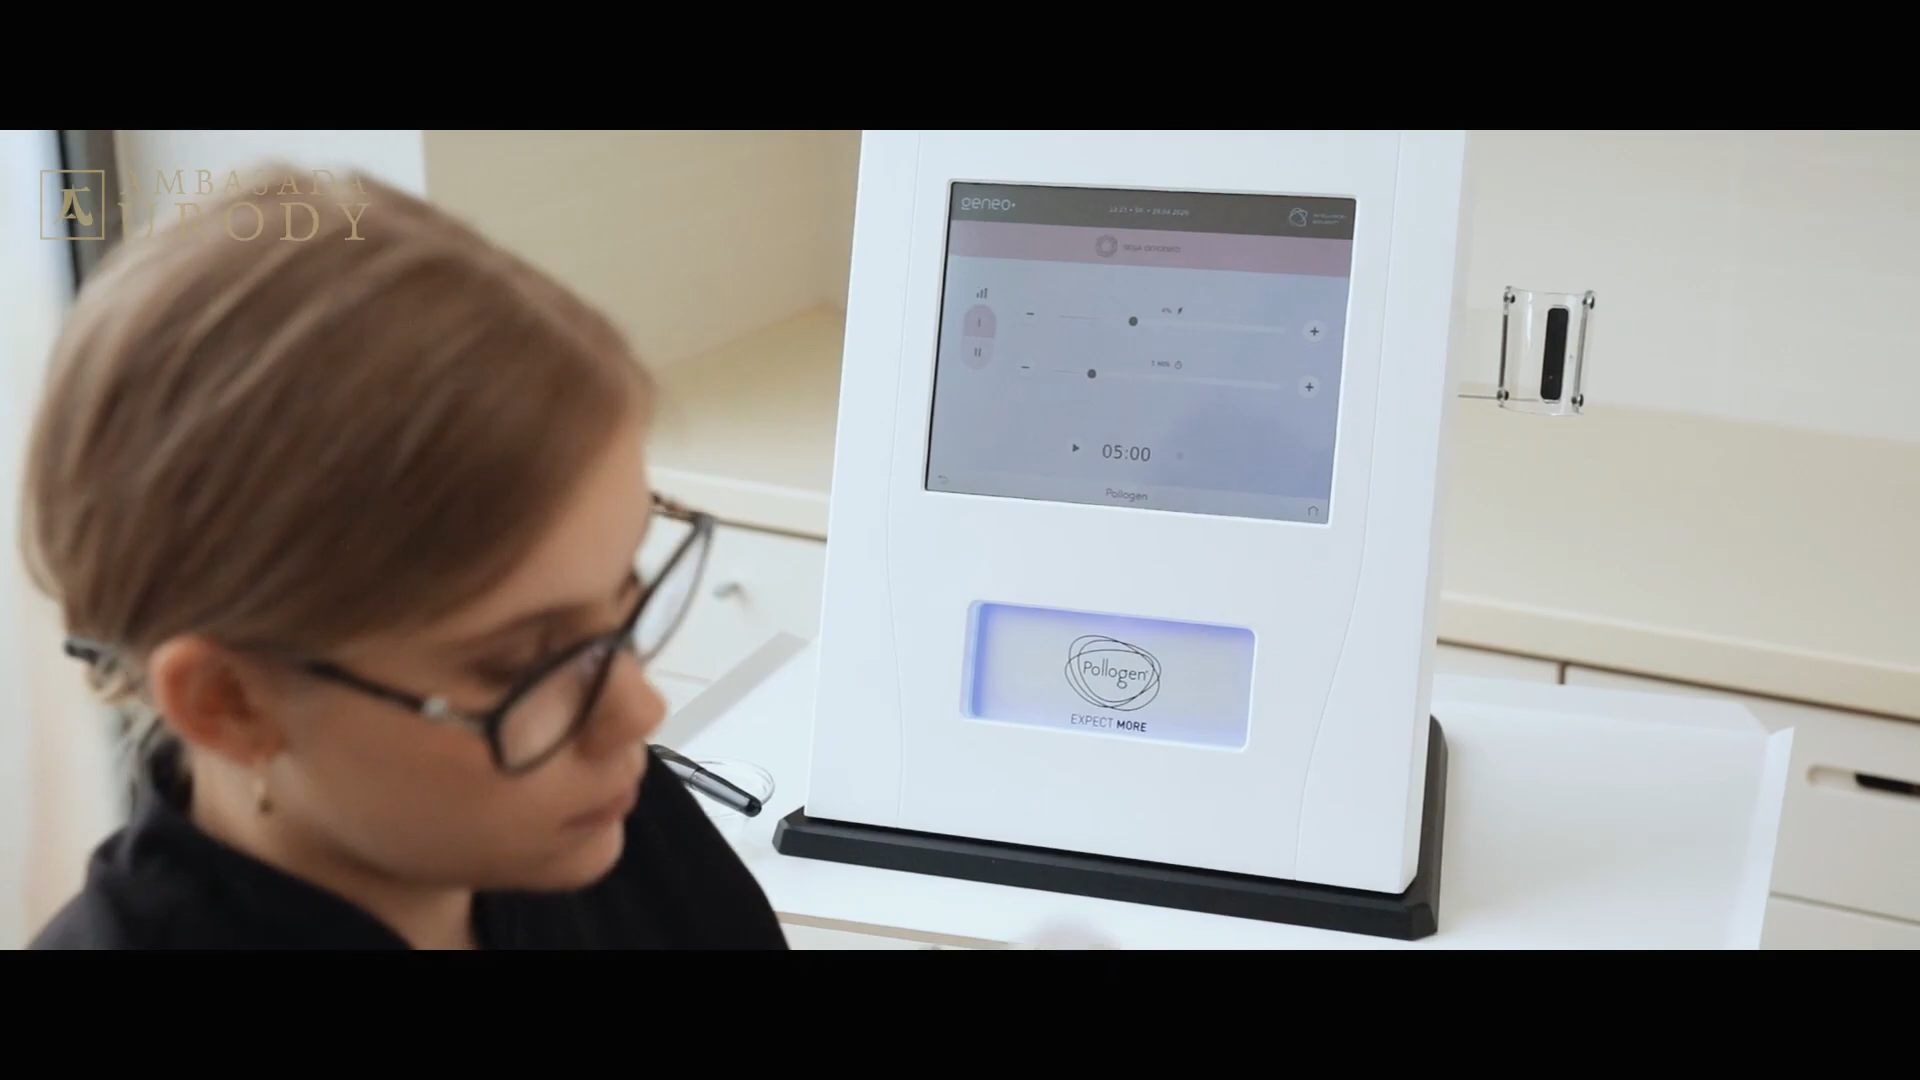 AMBASADA
URODY
geneo+
05:00
Pollogen
Pollogen
EXPECT MORE